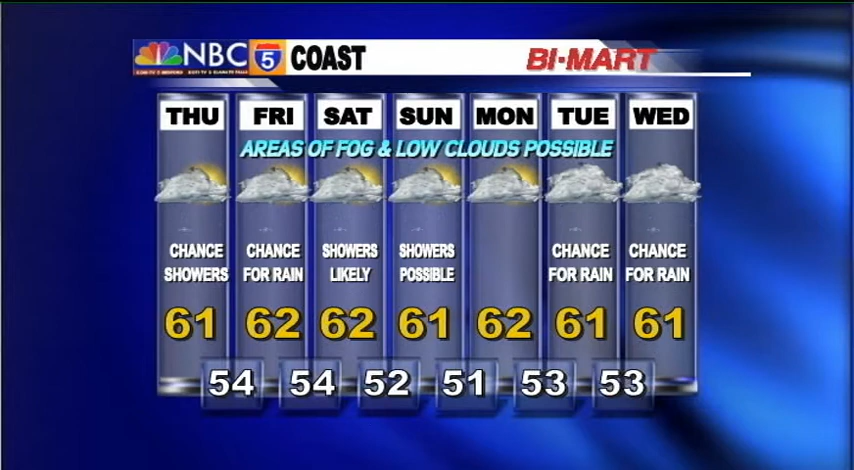 NBC 5 COAST BI-MART
THU FRI SAT SUN MON TUE WED
AREAS OF FOG & LOW CLOUDS POSSIBLE
CHANCE CHANCE SHOWERS SHOWERS CHANCE CHANCE
SHOWERS FOR RAIN LIKELY POSSIBLE FOR RAIN FOR RAIN
61 62 62 61 62 61 61
54 54 52 51 53 53